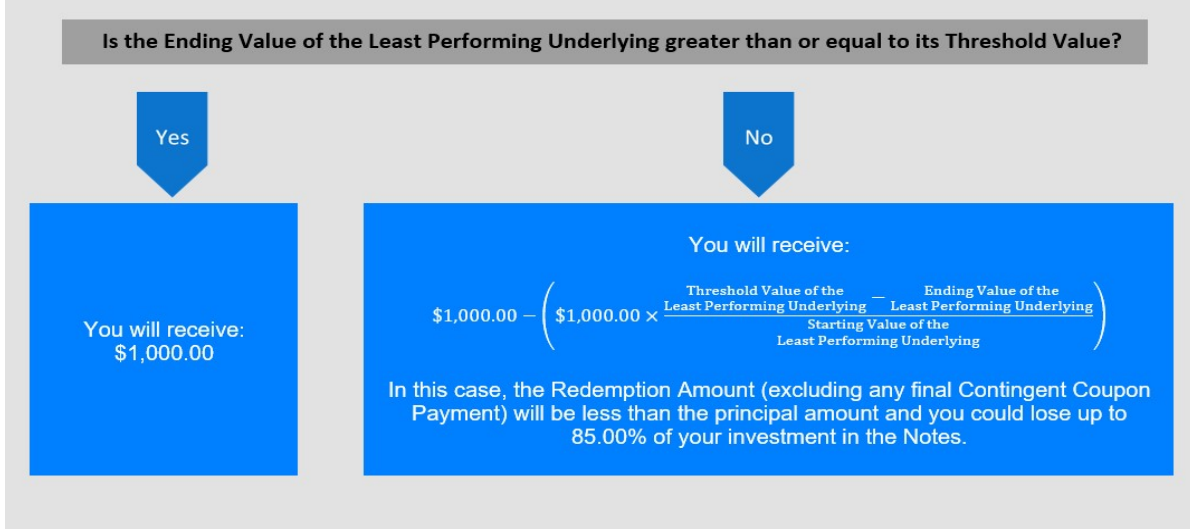 Is the Ending Value of the Least Performing Underlying greater than or equal to its Threshold Value?
Yes
No
You will receive:
$1,000.00
You will receive:
$1,000.00 − ($1,000.00 × 
Threshold Value of the
Least Performing Underlying
−
Ending Value of the
Least Performing Underlying
Starting Value of the
Least Performing Underlying
)
In this case, the Redemption Amount (excluding any final Contingent Coupon
Payment) will be less than the principal amount and you could lose up to
85.00% of your investment in the Notes.